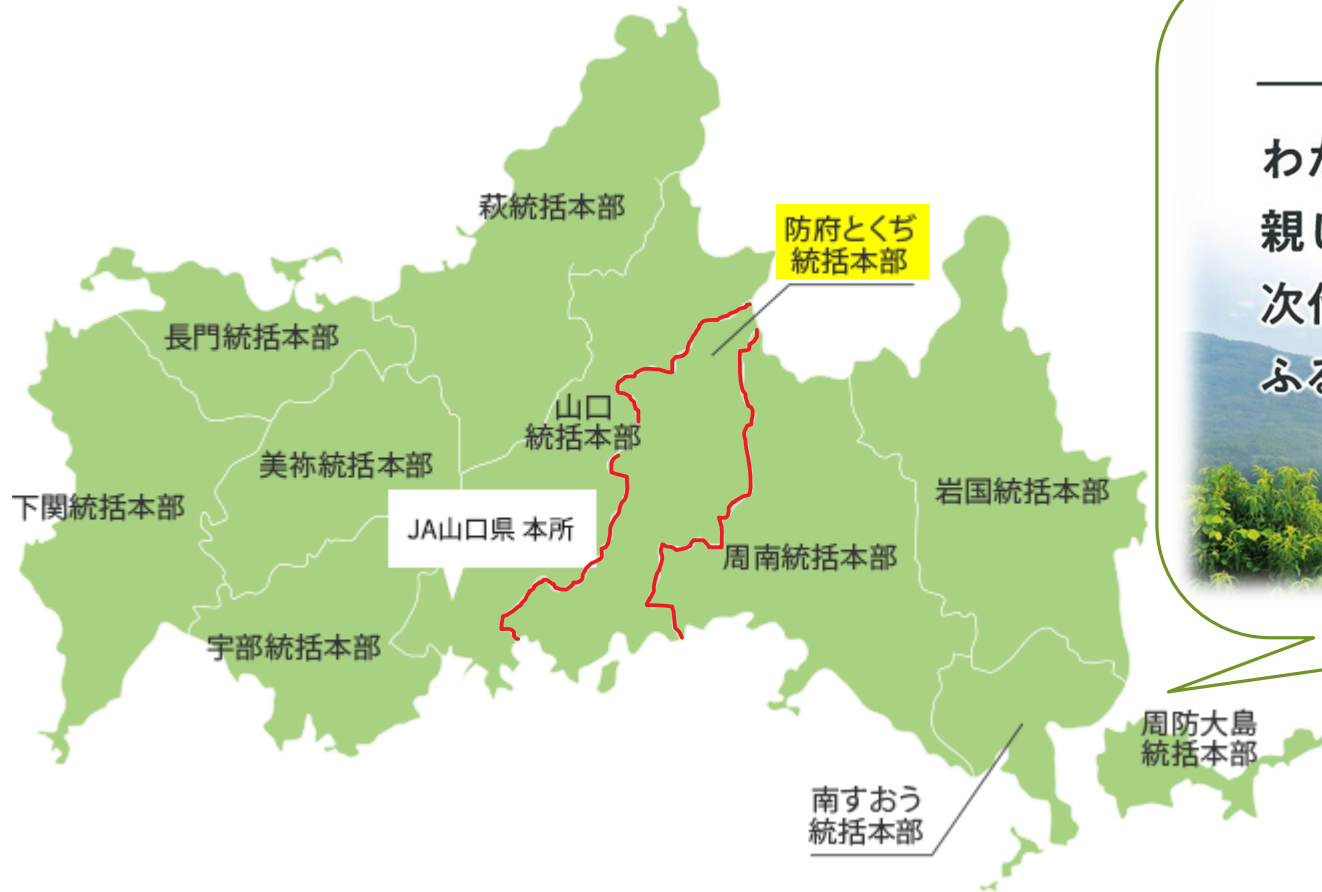 萩統括本部
防府とくぢ
統括本部
長門統括本部
山口
統括本部
美祢統括本部
下関統括本部
JA山口県 本所
岩国統括本部
周南統括本部
宇部統括本部
周防大島
統括本部
南すおう
統括本部
わ
親
次
ふ